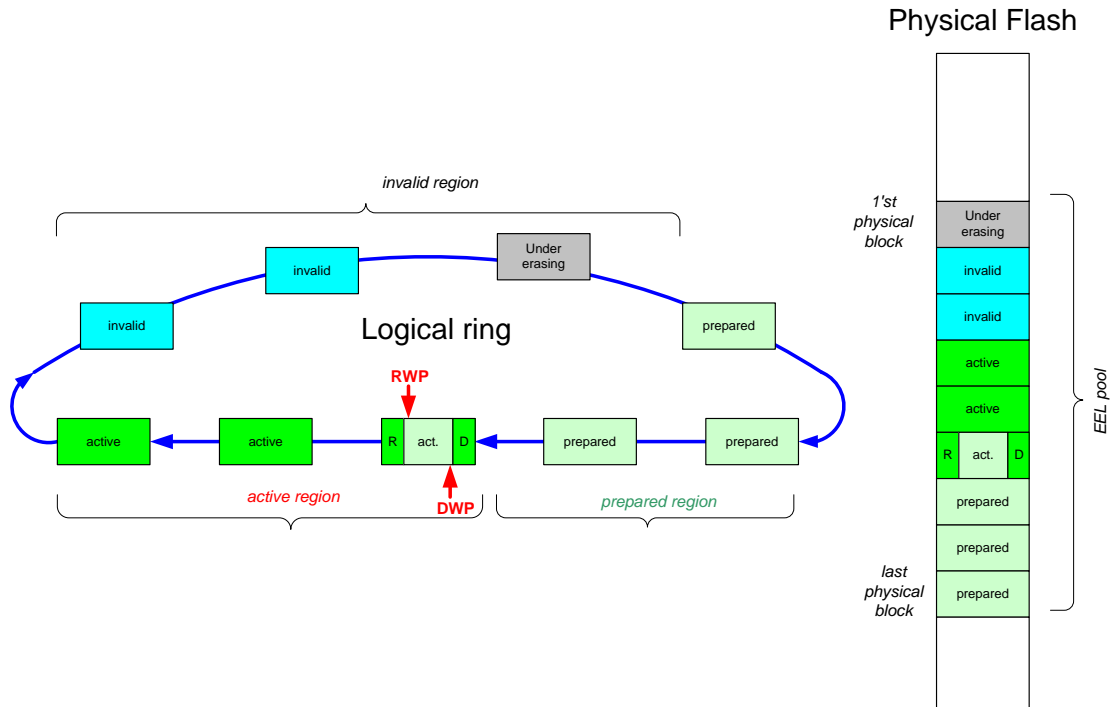 Physical Flash
invalid region
1'st
physical
block
Under
erasing
Under
erasing
invalid
invalid
invalid
invalid
prepared
Logical ring
active
RWP
EEL pool
active
active
active
R
act.
D
prepared
prepared
R
act.
D
active region
DWP
prepared region
prepared
prepared
last
physical
block
prepared